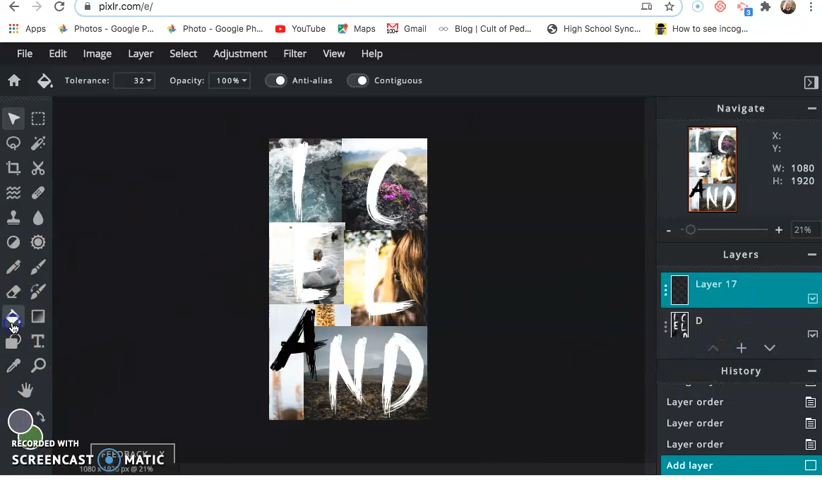 pixlr.com/e/
Apps Photos - Google P... Photo - Google Phot... YouTube Maps Gmail Blog | Cult of Ped... High School Sync... How to see incog...
File Edit Image Layer Select Adjustment Filter View Help
Tolerance: 32 Opacity: 100% Anti-alias Contiguous
Navigate
X:
Y:
W: 1080
H: 1920
- + 21%
Layers
Layer 17
D
History
Layer order
Layer order
Layer order
Add layer
I C
E L
A N D
RECORDED WITH
SCREENCAST MATIC
FEEDBACK X
1080 x 1920 px @ 21%